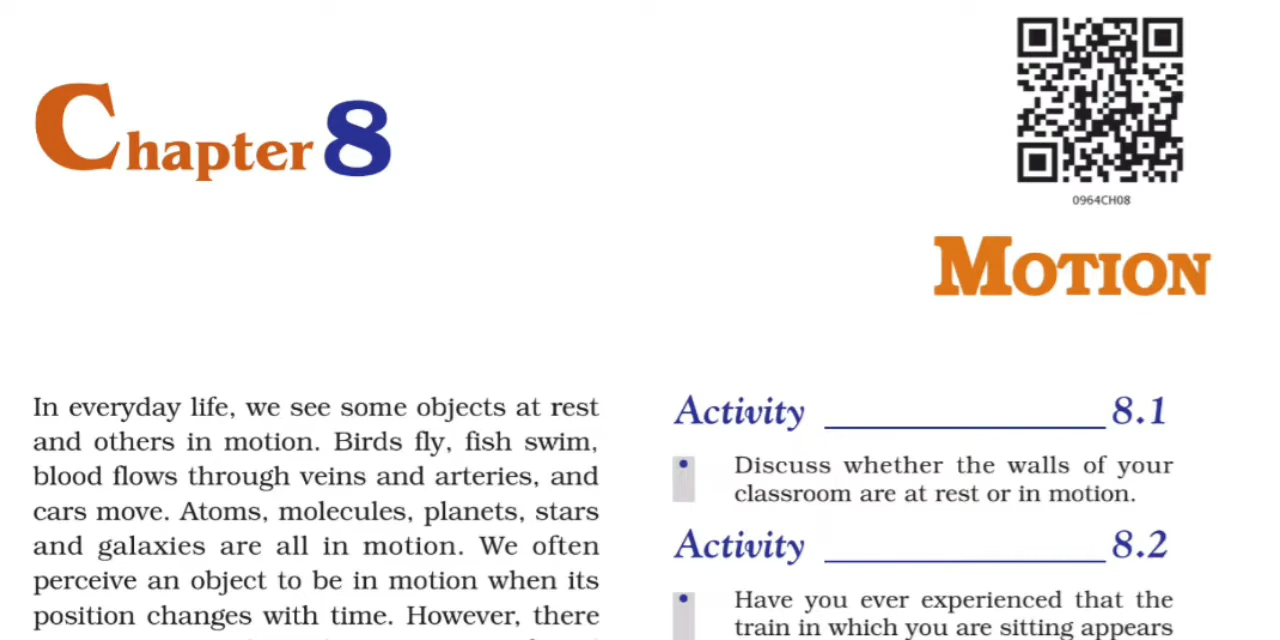 Chapter 8
0964CH08
MOTION
In everyday life, we see some objects at rest
and others in motion. Birds fly, fish swim,
blood flows through veins and arteries, and
cars move. Atoms, molecules, planets, stars
and galaxies are all in motion. We often
perceive an object to be in motion when its
position changes with time. However, there
Activity 8.1
• Discuss whether the walls of your
classroom are at rest or in motion.
Activity 8.2
• Have you ever experienced that the
train in which you are sitting appears